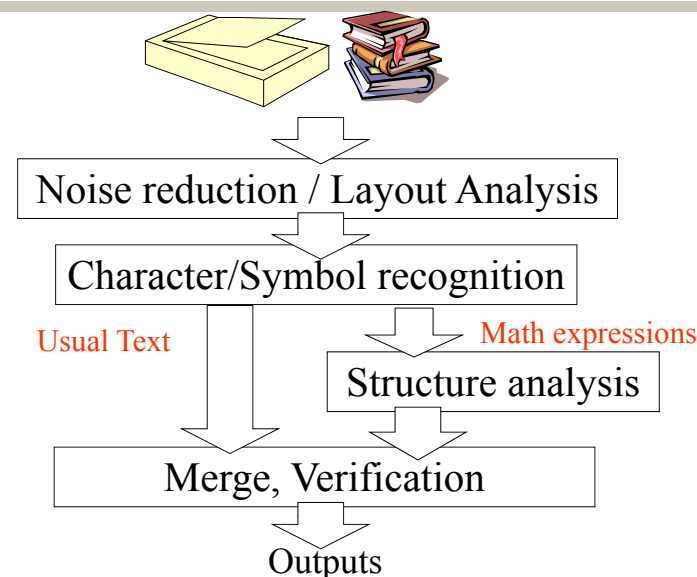 Noise reduction / Layout Analysis
Character/Symbol recognition
Usual Text
Math expressions
Structure analysis
Merge, Verification
Outputs